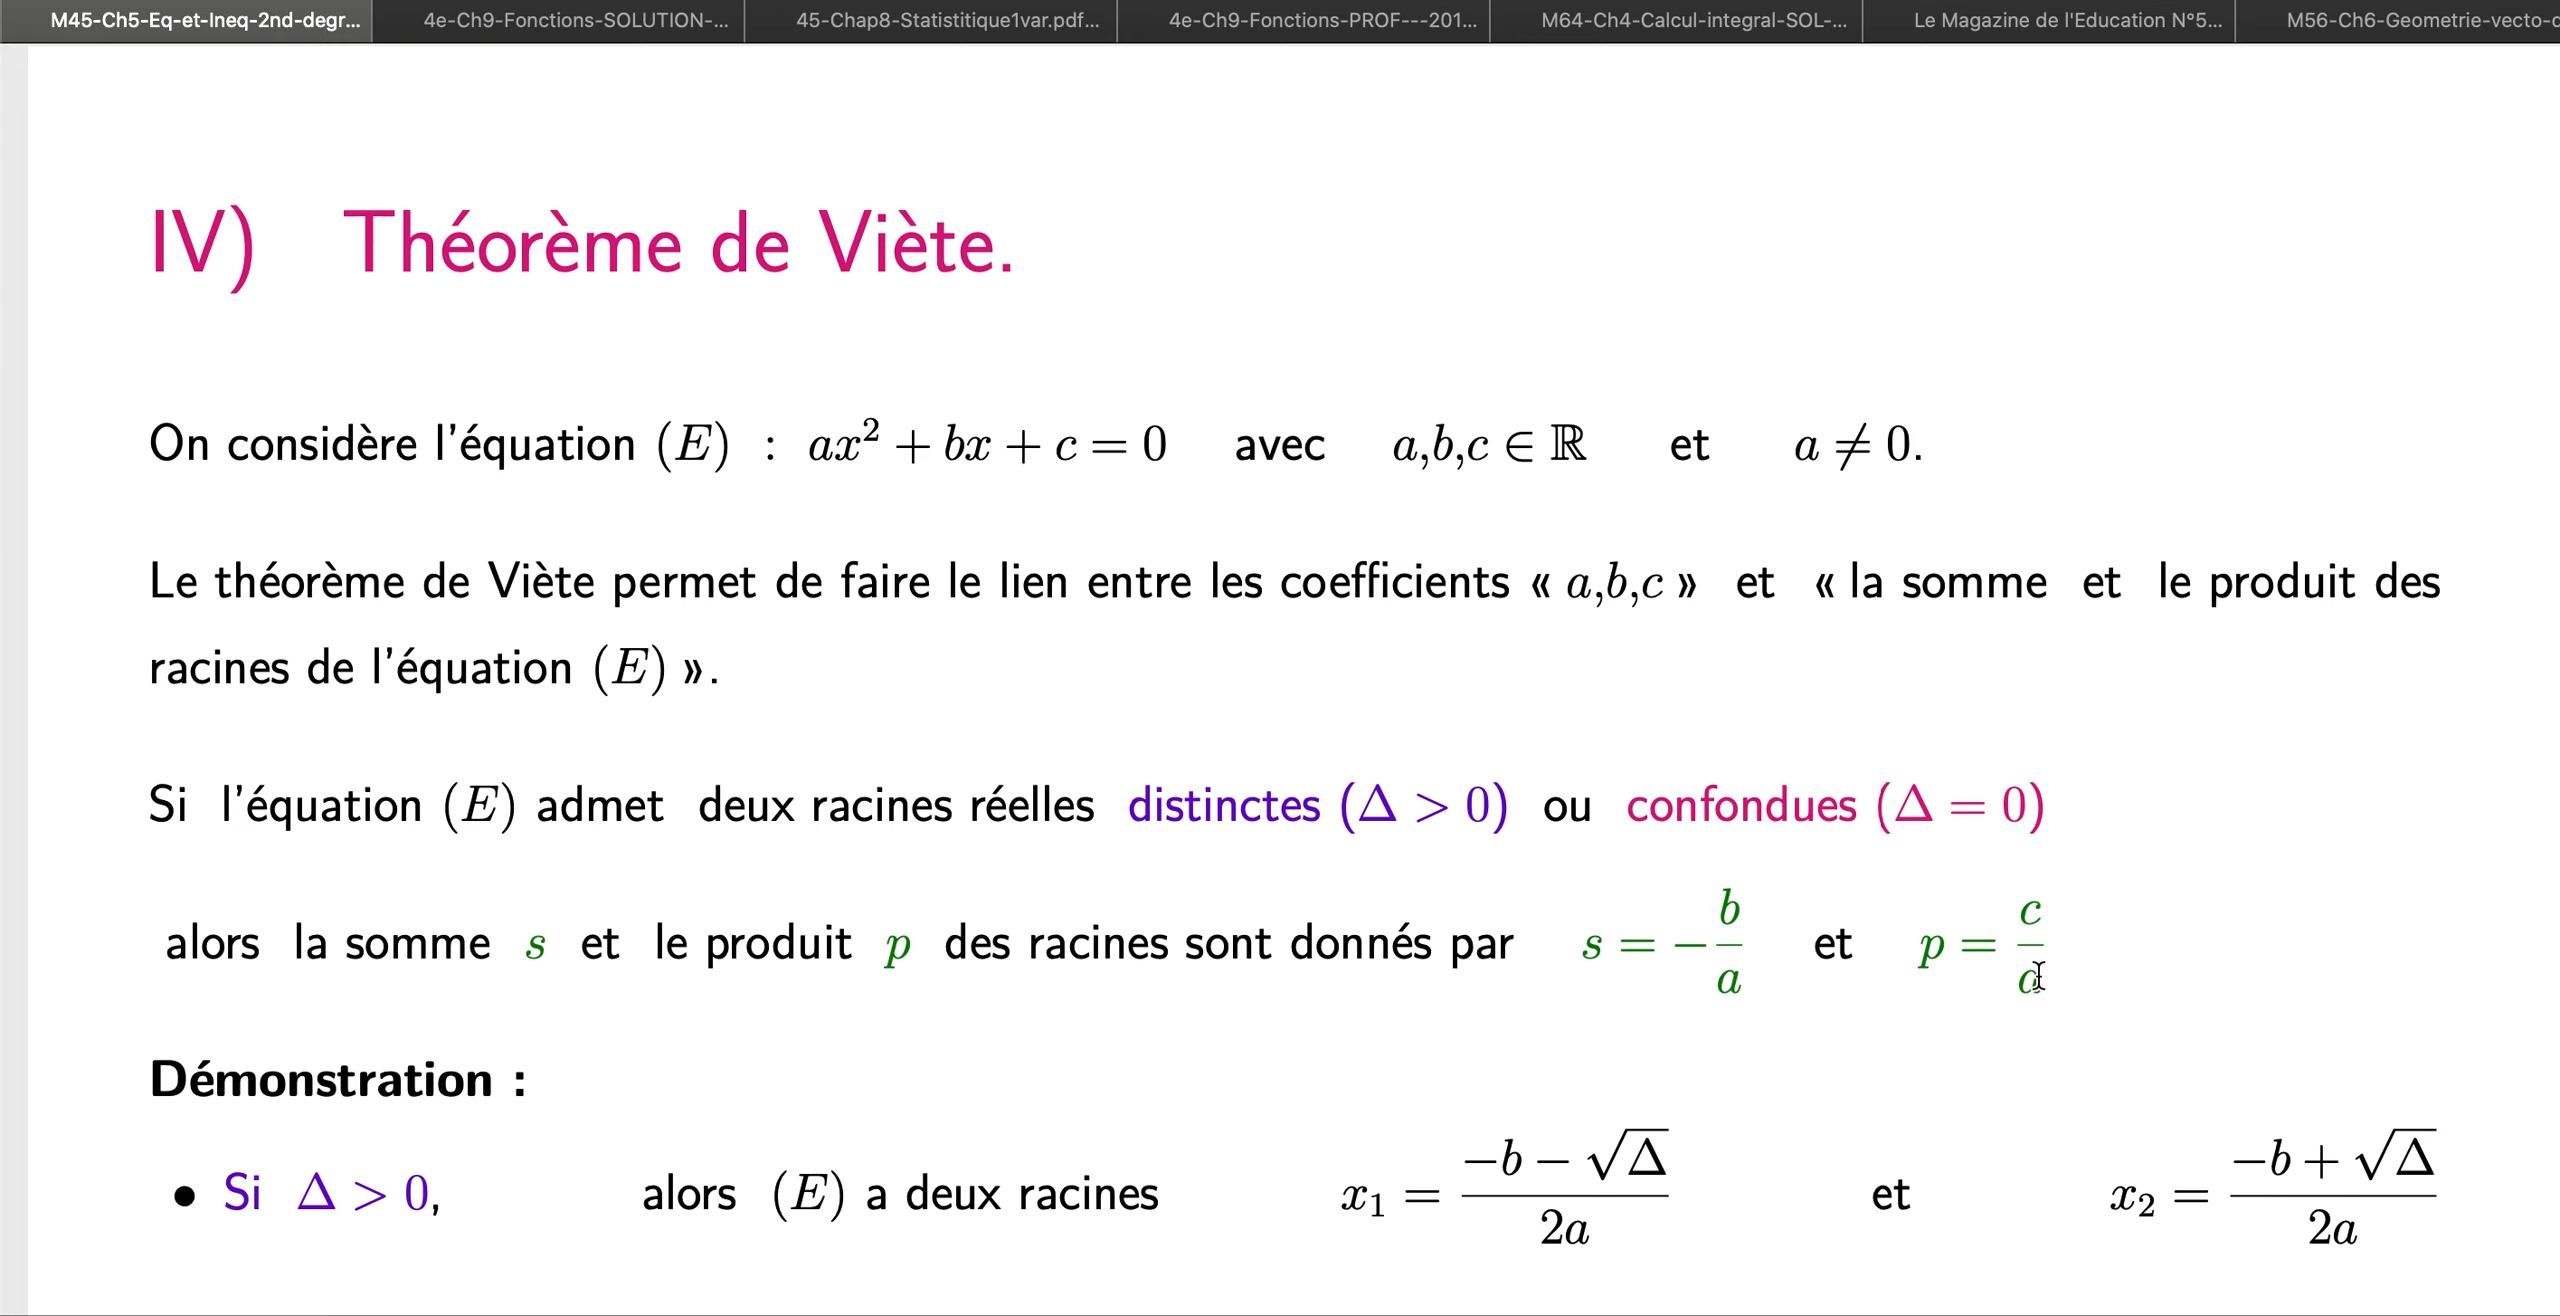 M45-Ch5-Eq-et-Ineq-2nd-degr... 4e-Ch9-Fonctions-SOLUTION-... 45-Chap8-Statistitique1var.pdf... 4e-Ch9-Fonctions-PROF---201... M64-Ch4-Calcul-integral-SOL-... Le Magazine de l'Education N°5... M56-Ch6-Geometrie-vecto-
IV) Théorème de Viète.
On considère l'équation (E) : ax² + bx + c = 0 avec a,b,c ∈ ℝ et a ≠ 0.
Le théorème de Viète permet de faire le lien entre les coefficients « a,b,c » et « la somme et le produit des
racines de l'équation (E) ».
Si l'équation (E) admet deux racines réelles distinctes (Δ > 0) ou confondues (Δ = 0)
alors la somme s et le produit p des racines sont donnés par s = −b/a et p = c/a
Démonstration :
• Si Δ > 0, alors (E) a deux racines x₁ = (−b − √Δ)/2a et x₂ = (−b + √Δ)/2a